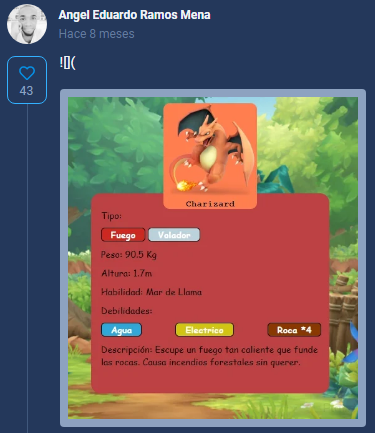 Angel Eduardo Ramos Mena
Hace 8 meses
![](
43
Charizard
Tipo:
Fuego Volador
Peso: 90.5 Kg
Altura: 1.7m
Habilidad: Mar de Llama
Debilidades:
Agua Electrico Roca *4
Descripción: Escupe un fuego tan caliente que funde
las rocas. Causa incendios forestales sin querer.